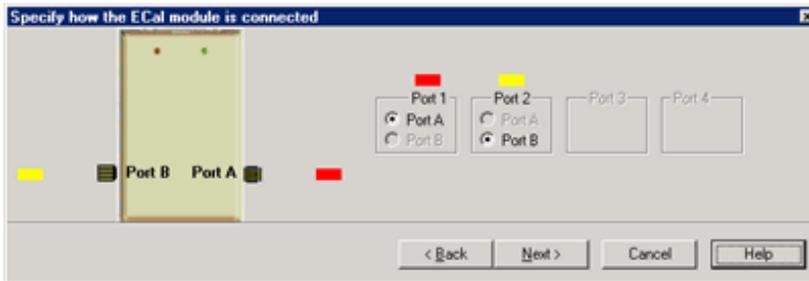 Specify how the ECal module is connected
Port 1 Port 2 Port 3 Port 4
Port A Port A
Port B Port B
Port B Port A
< Back Next > Cancel Help